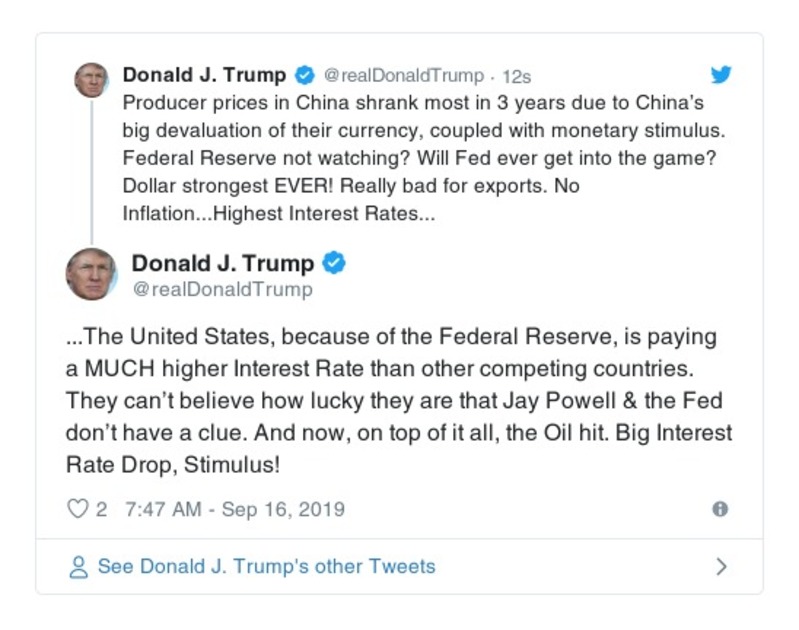 Donald J. Trump @realDonaldTrump · 12s
Producer prices in China shrank most in 3 years due to China's
big devaluation of their currency, coupled with monetary stimulus.
Federal Reserve not watching? Will Fed ever get into the game?
Dollar strongest EVER! Really bad for exports. No
Inflation...Highest Interest Rates...
Donald J. Trump
@realDonaldTrump
...The United States, because of the Federal Reserve, is paying
a MUCH higher Interest Rate than other competing countries.
They can't believe how lucky they are that Jay Powell & the Fed
don't have a clue. And now, on top of it all, the Oil hit. Big Interest
Rate Drop, Stimulus!
2 7:47 AM - Sep 16, 2019
See Donald J. Trump's other Tweets